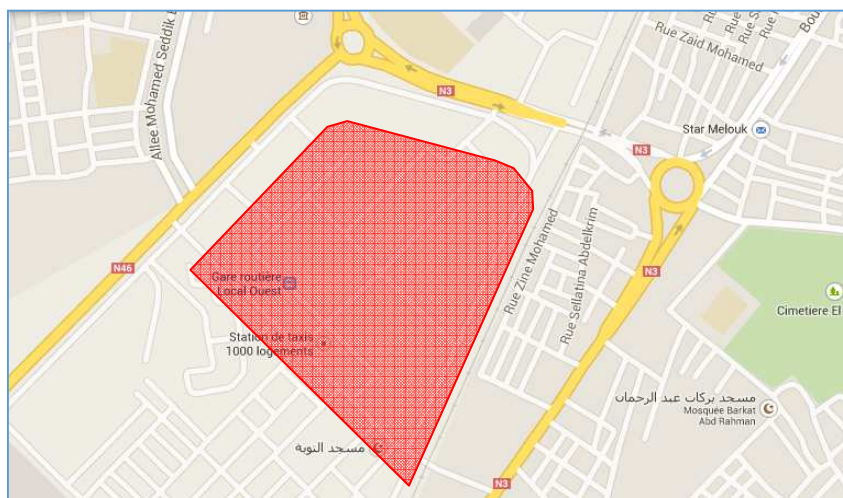 Allee Mohamed Seddik
N3
Rue Zaid Mohamed
Star Melouk
N3
N46
Gare routière
Local Ouest
Rue Zine Mohamed
Rue Sellatina Abdelkrim
N3
Cimetiere El
Station de taxis
1000 logements
مسجد بركات عبد الرحمان
Mosquée Barkat
Abd Rahman
مسجد التوبة
N3